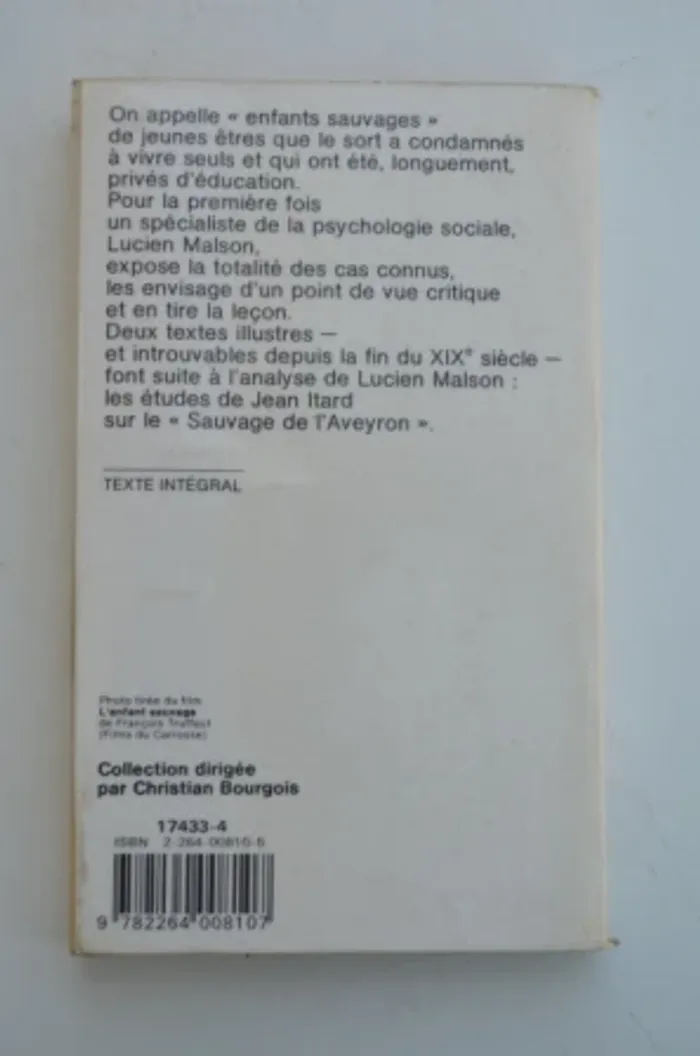 On appelle « enfants sauvages »
de jeunes êtres que le sort a condamnés
à vivre seuls et qui ont été, longuement,
privés d'éducation.
Pour la première fois
un spécialiste de la psychologie sociale,
Lucien Malson,
expose la totalité des cas connus,
les envisage d'un point de vue critique
et en tire la leçon.
Deux textes illustres —
et introuvables depuis la fin du XIXe siècle —
font suite à l'analyse de Lucien Malson :
les études de Jean Itard
sur le « Sauvage de l'Aveyron ».
TEXTE INTÉGRAL
Photo tirée du film
L'enfant sauvage
de François Truffaut
(Films du Carrosse)
Collection dirigée
par Christian Bourgois
17433-4
ISBN 2-264-00810-6
9 782264 008107